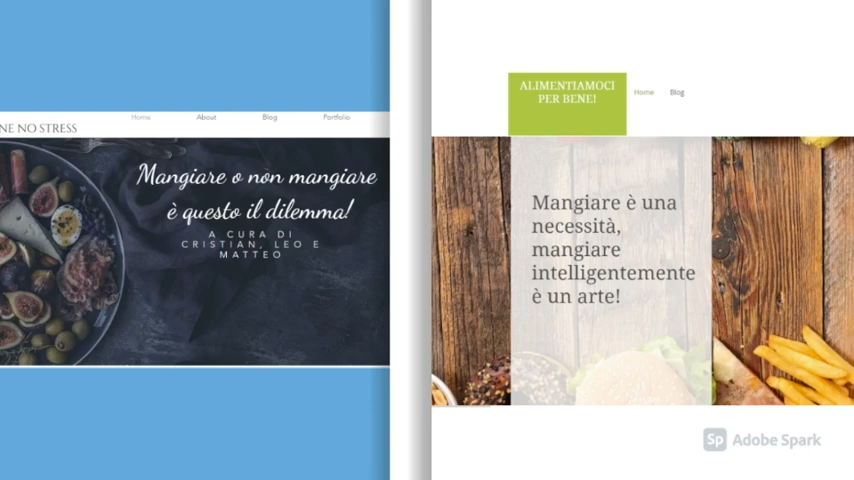 NE NO STRESS
Home About Blog Portfolio
Mangiare o non mangiare
è questo il dilemma!
A CURA DI
CRISTIAN, LEO E
MATTEO
ALIMENTIAMOCI
PER BENE!
Home Blog
Mangiare è una
necessità,
mangiare
intelligentemente
è un arte!
Sp Adobe Spark